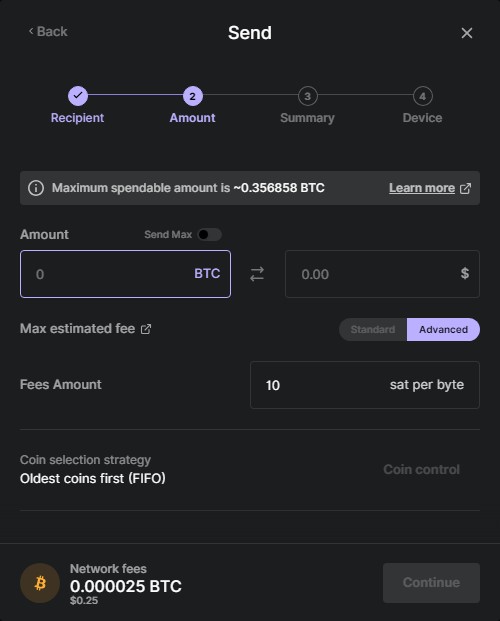 Back
Send
2
3
4
Recipient
Amount
Summary
Device
Maximum spendable amount is ~0.356858 BTC
Learn more
Amount
Send Max
0
BTC
0.00
$
Max estimated fee
Standard
Advanced
Fees Amount
10
sat per byte
Coin selection strategy
Oldest coins first (FIFO)
Coin control
Network fees
0.000025 BTC
$0.25
Continue